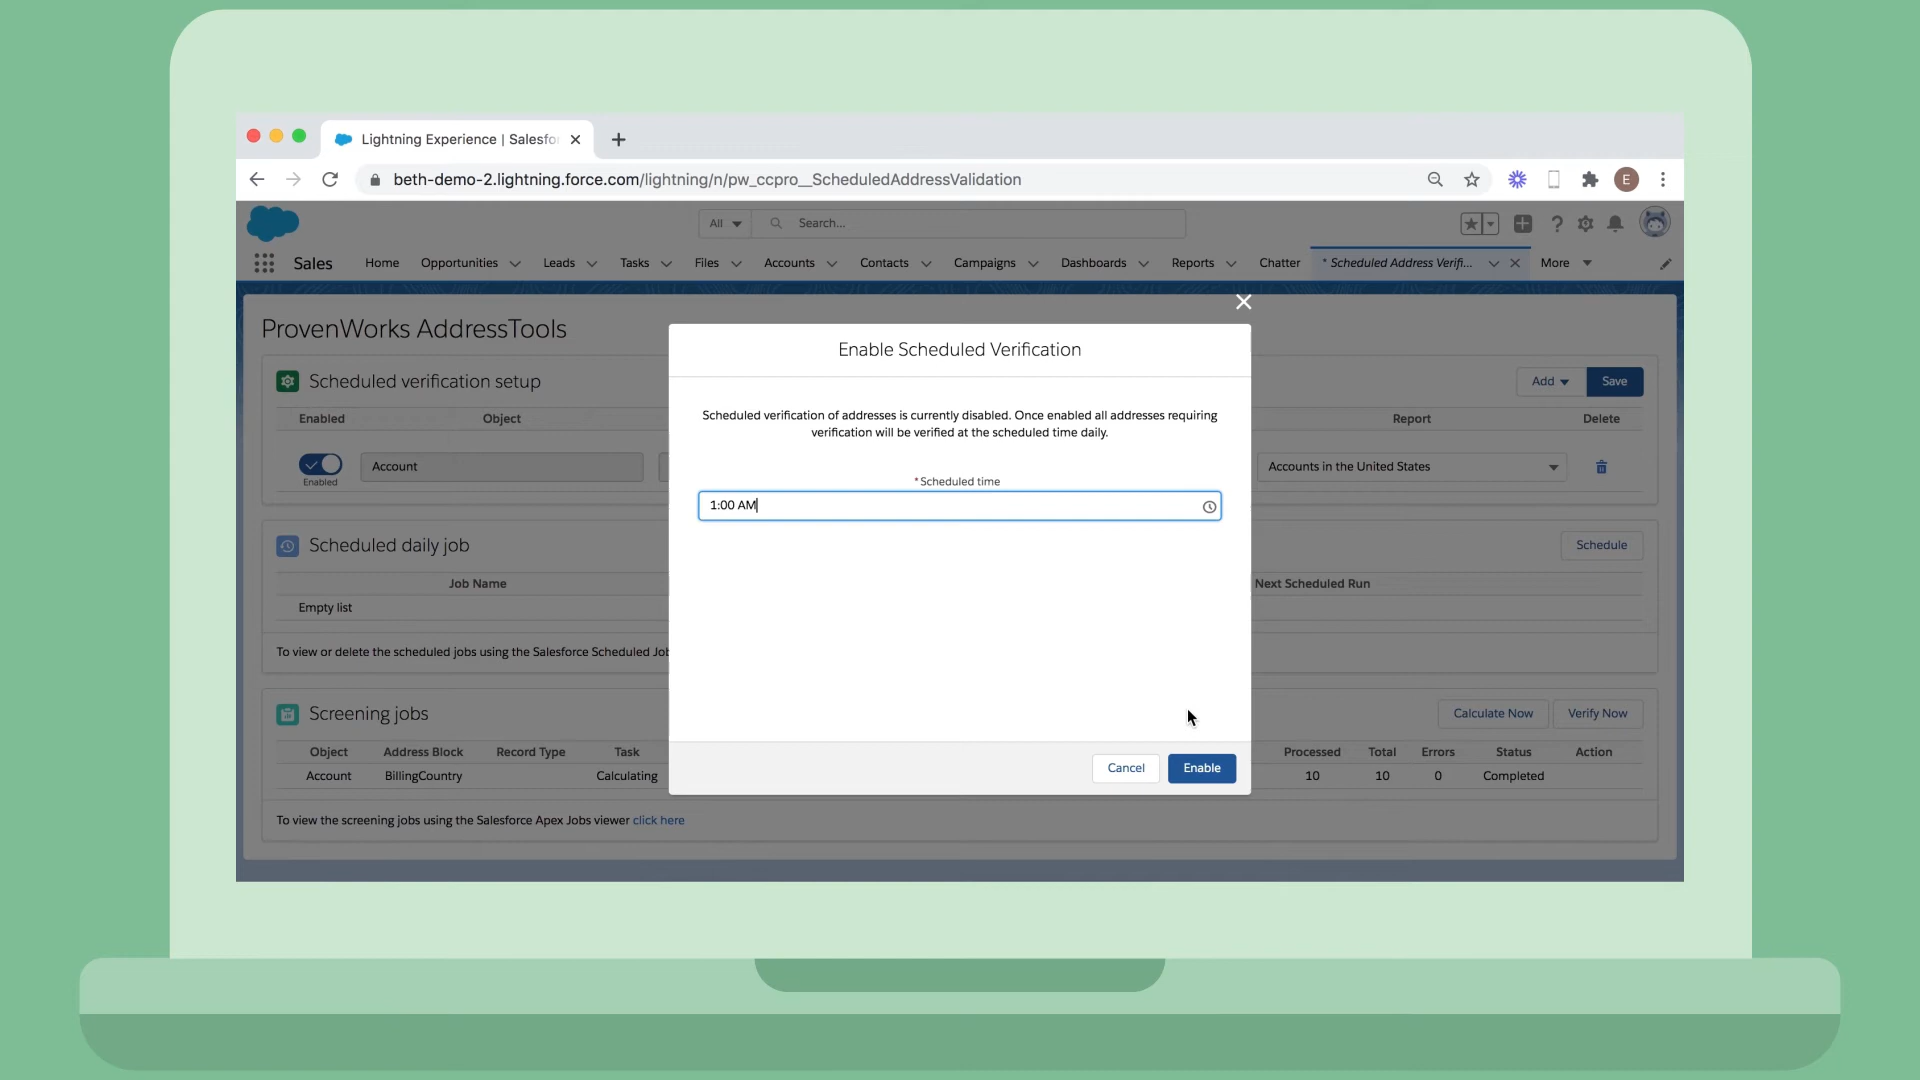 Lightning Experience | Salesfo
beth-demo-2.lightning.force.com/lightning/n/pw_ccpro__ScheduledAddressValidation
E
All
Search...
Sales
Home
Opportunities
Leads
Tasks
Files
Accounts
Contacts
Campaigns
Dashboards
Reports
Chatter
* Scheduled Address Verifi...
More
ProvenWorks AddressTools
Scheduled verification setup
Add
Save
Enabled
Object
Report
Delete
Enabled
Account
Accounts in the United States
Scheduled daily job
Schedule
Job Name
Next Scheduled Run
Empty list
To view or delete the scheduled jobs using the Salesforce Scheduled Job
Screening jobs
Calculate Now
Verify Now
Object
Address Block
Record Type
Task
Processed
Total
Errors
Status
Action
Account
BillingCountry
Calculating
10
10
0
Completed
To view the screening jobs using the Salesforce Apex Jobs viewer click here
Enable Scheduled Verification
Scheduled verification of addresses is currently disabled. Once enabled all addresses requiring
verification will be verified at the scheduled time daily.
*Scheduled time
1:00 AM
Cancel
Enable